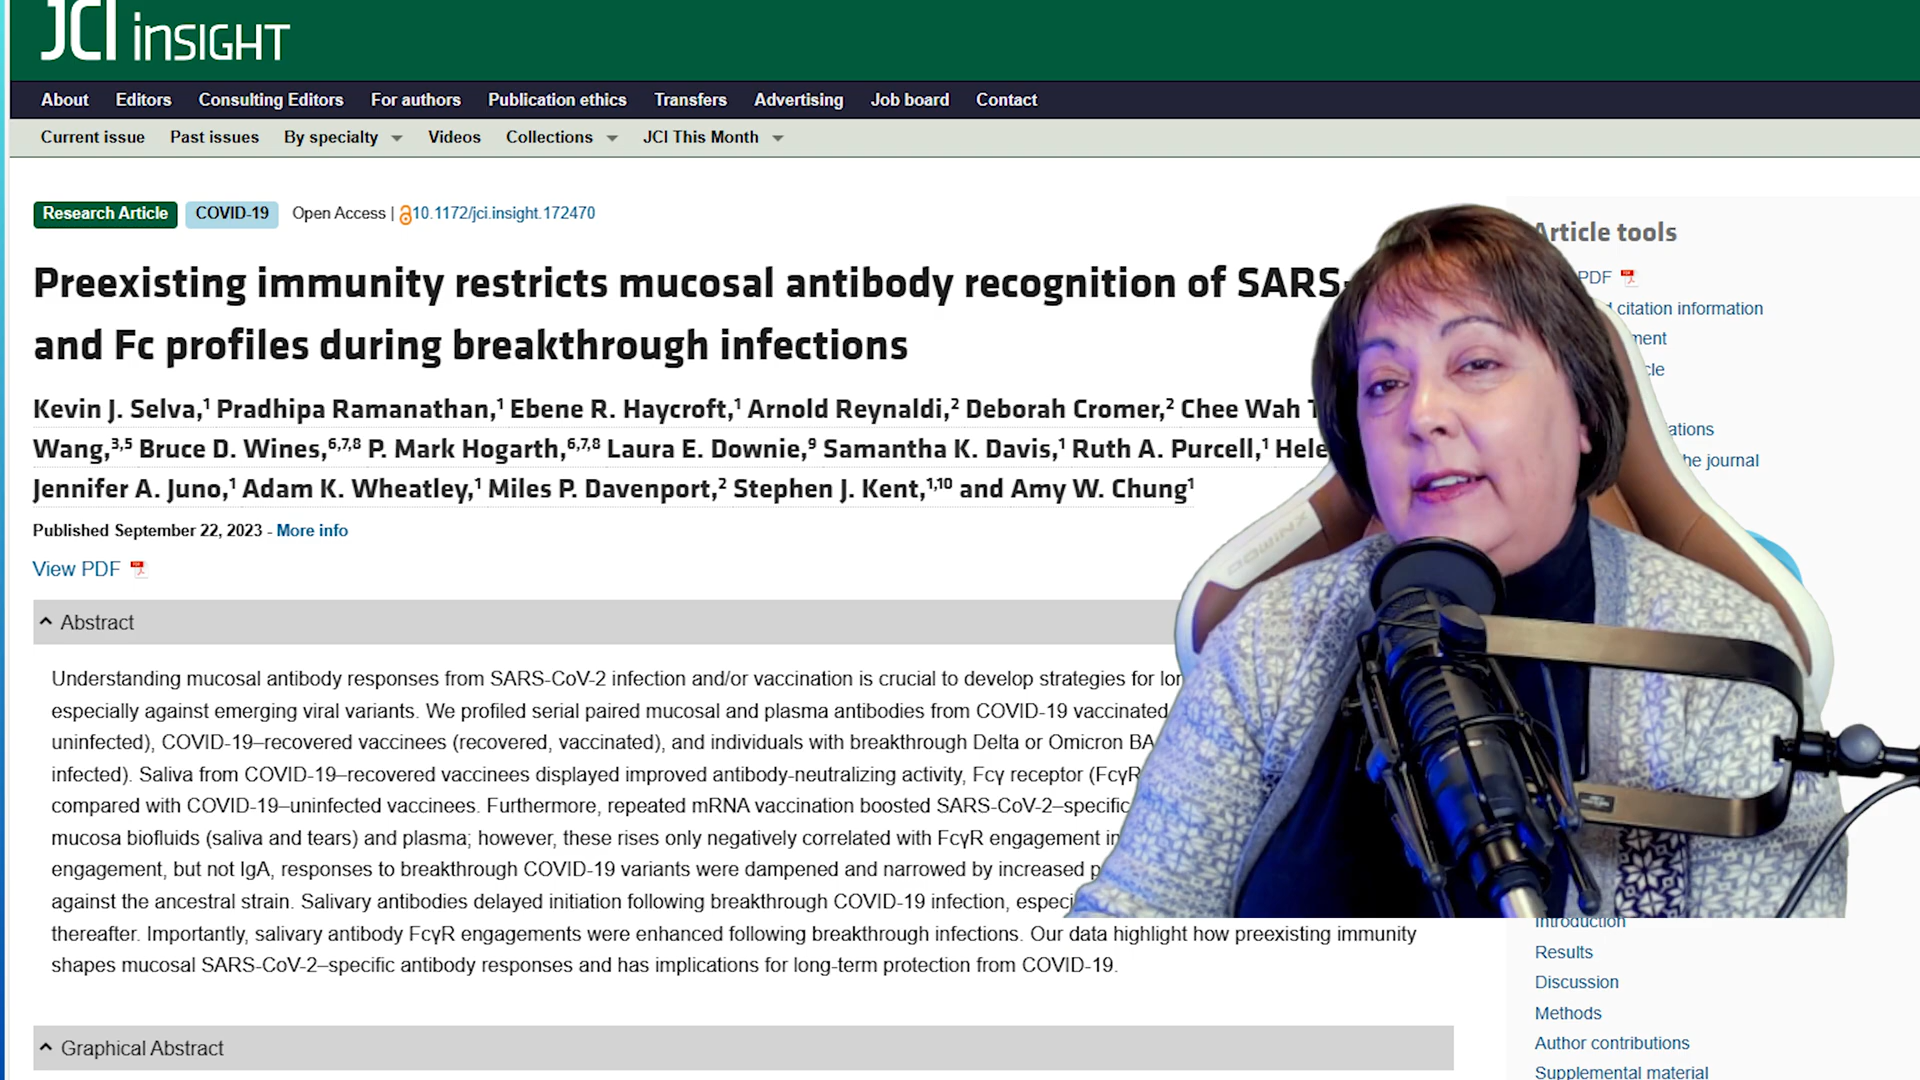 JCI INSIGHT
About Editors Consulting Editors For authors Publication ethics Transfers Advertising Job board Contact
Current issue Past issues By specialty Videos Collections JCI This Month
Research Article COVID-19 Open Access | 10.1172/jci.insight.172470
Article tools
Preexisting immunity restricts mucosal antibody recognition of SARS-
PDF
citation information
and Fc profiles during breakthrough infections
Kevin J. Selva,1 Pradhipa Ramanathan,1 Ebene R. Haycroft,1 Arnold Reynaldi,2 Deborah Cromer,2 Chee Wah
Wang,3,5 Bruce D. Wines,6,7,8 P. Mark Hogarth,6,7,8 Laura E. Downie,9 Samantha K. Davis,1 Ruth A. Purcell,1
he journal
Jennifer A. Juno,1 Adam K. Wheatley,1 Miles P. Davenport,2 Stephen J. Kent,1,10 and Amy W. Chung1
Published September 22, 2023 - More info
View PDF
Abstract
Understanding mucosal antibody responses from SARS-CoV-2 infection and/or vaccination is crucial to develop strategies for
especially against emerging viral variants. We profiled serial paired mucosal and plasma antibodies from COVID-19 vaccinated
uninfected), COVID-19–recovered vaccinees (recovered, vaccinated), and individuals with breakthrough Delta or Omicron BA
infected). Saliva from COVID-19–recovered vaccinees displayed improved antibody-neutralizing activity, Fcγ receptor (FcγR
compared with COVID-19–uninfected vaccinees. Furthermore, repeated mRNA vaccination boosted SARS-CoV-2–specific
mucosa biofluids (saliva and tears) and plasma; however, these rises only negatively correlated with FcγR engagement in
engagement, but not IgA, responses to breakthrough COVID-19 variants were dampened and narrowed by increased
against the ancestral strain. Salivary antibodies delayed initiation following breakthrough COVID-19 infection,
thereafter. Importantly, salivary antibody FcγR engagements were enhanced following breakthrough infections. Our data highlight how preexisting immunity
shapes mucosal SARS-CoV-2–specific antibody responses and has implications for long-term protection from COVID-19.
Introduction
Results
Discussion
Methods
Author contributions
Supplemental material
Graphical Abstract